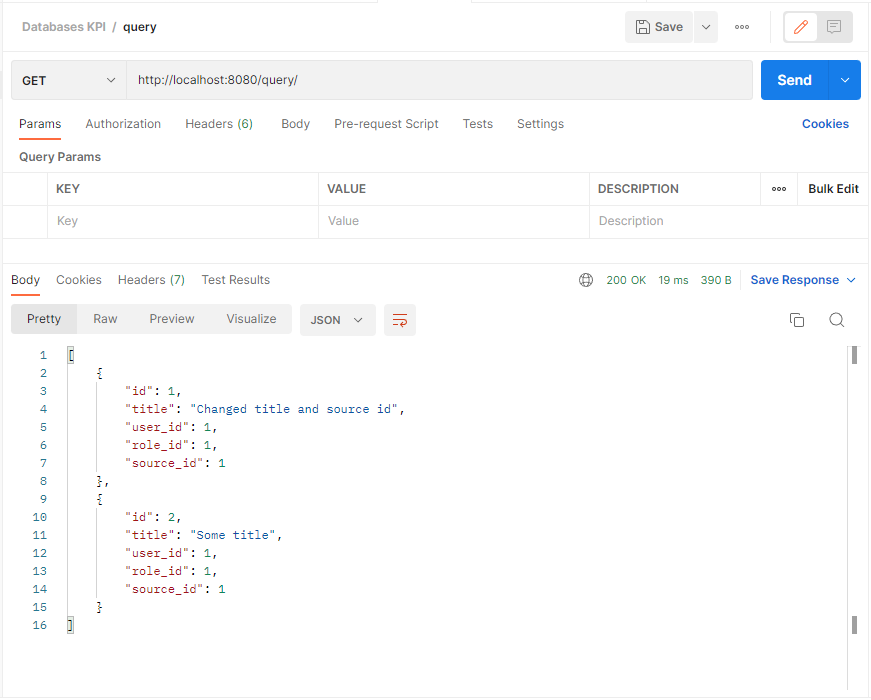 Databases KPI / query
Save
GET http://localhost:8080/query/ Send
Params Authorization Headers (6) Body Pre-request Script Tests Settings Cookies
Query Params
KEY VALUE DESCRIPTION Bulk Edit
Key Value Description
Body Cookies Headers (7) Test Results 200 OK 19 ms 390 B Save Response
Pretty Raw Preview Visualize JSON
1 [
2 {
3 "id": 1,
4 "title": "Changed title and source id",
5 "user_id": 1,
6 "role_id": 1,
7 "source_id": 1
8 },
9 {
10 "id": 2,
11 "title": "Some title",
12 "user_id": 1,
13 "role_id": 1,
14 "source_id": 1
15 }
16 ]